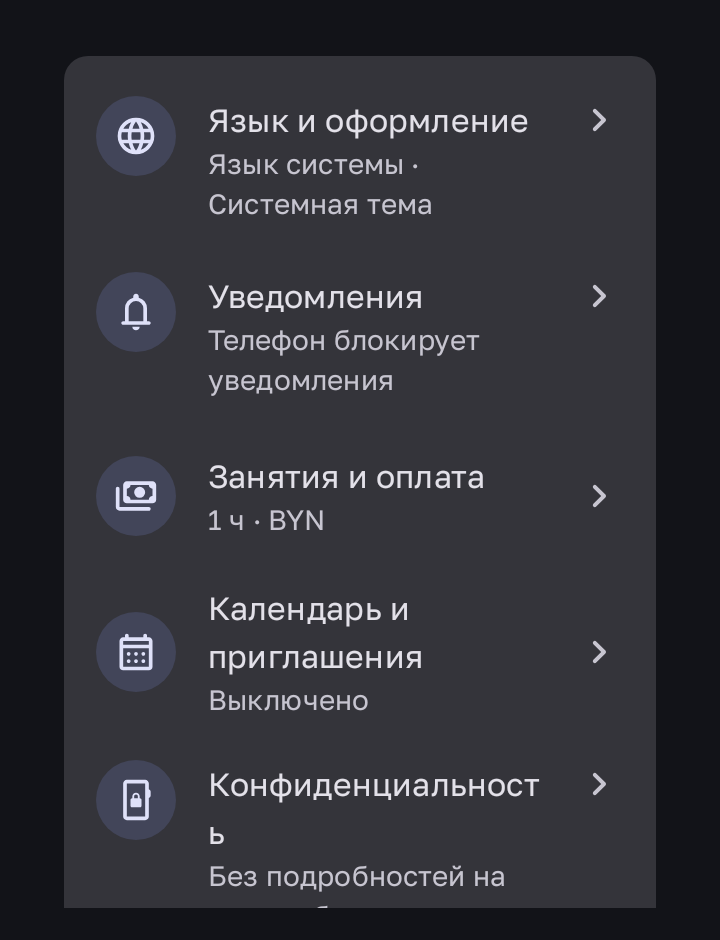 Язык и оформление
Язык системы ·
Системная тема
Уведомления
Телефон блокирует
уведомления
Занятия и оплата
1 ч · BYN
Календарь и
приглашения
Выключено
Конфиденциальност
ь
Без подробностей на